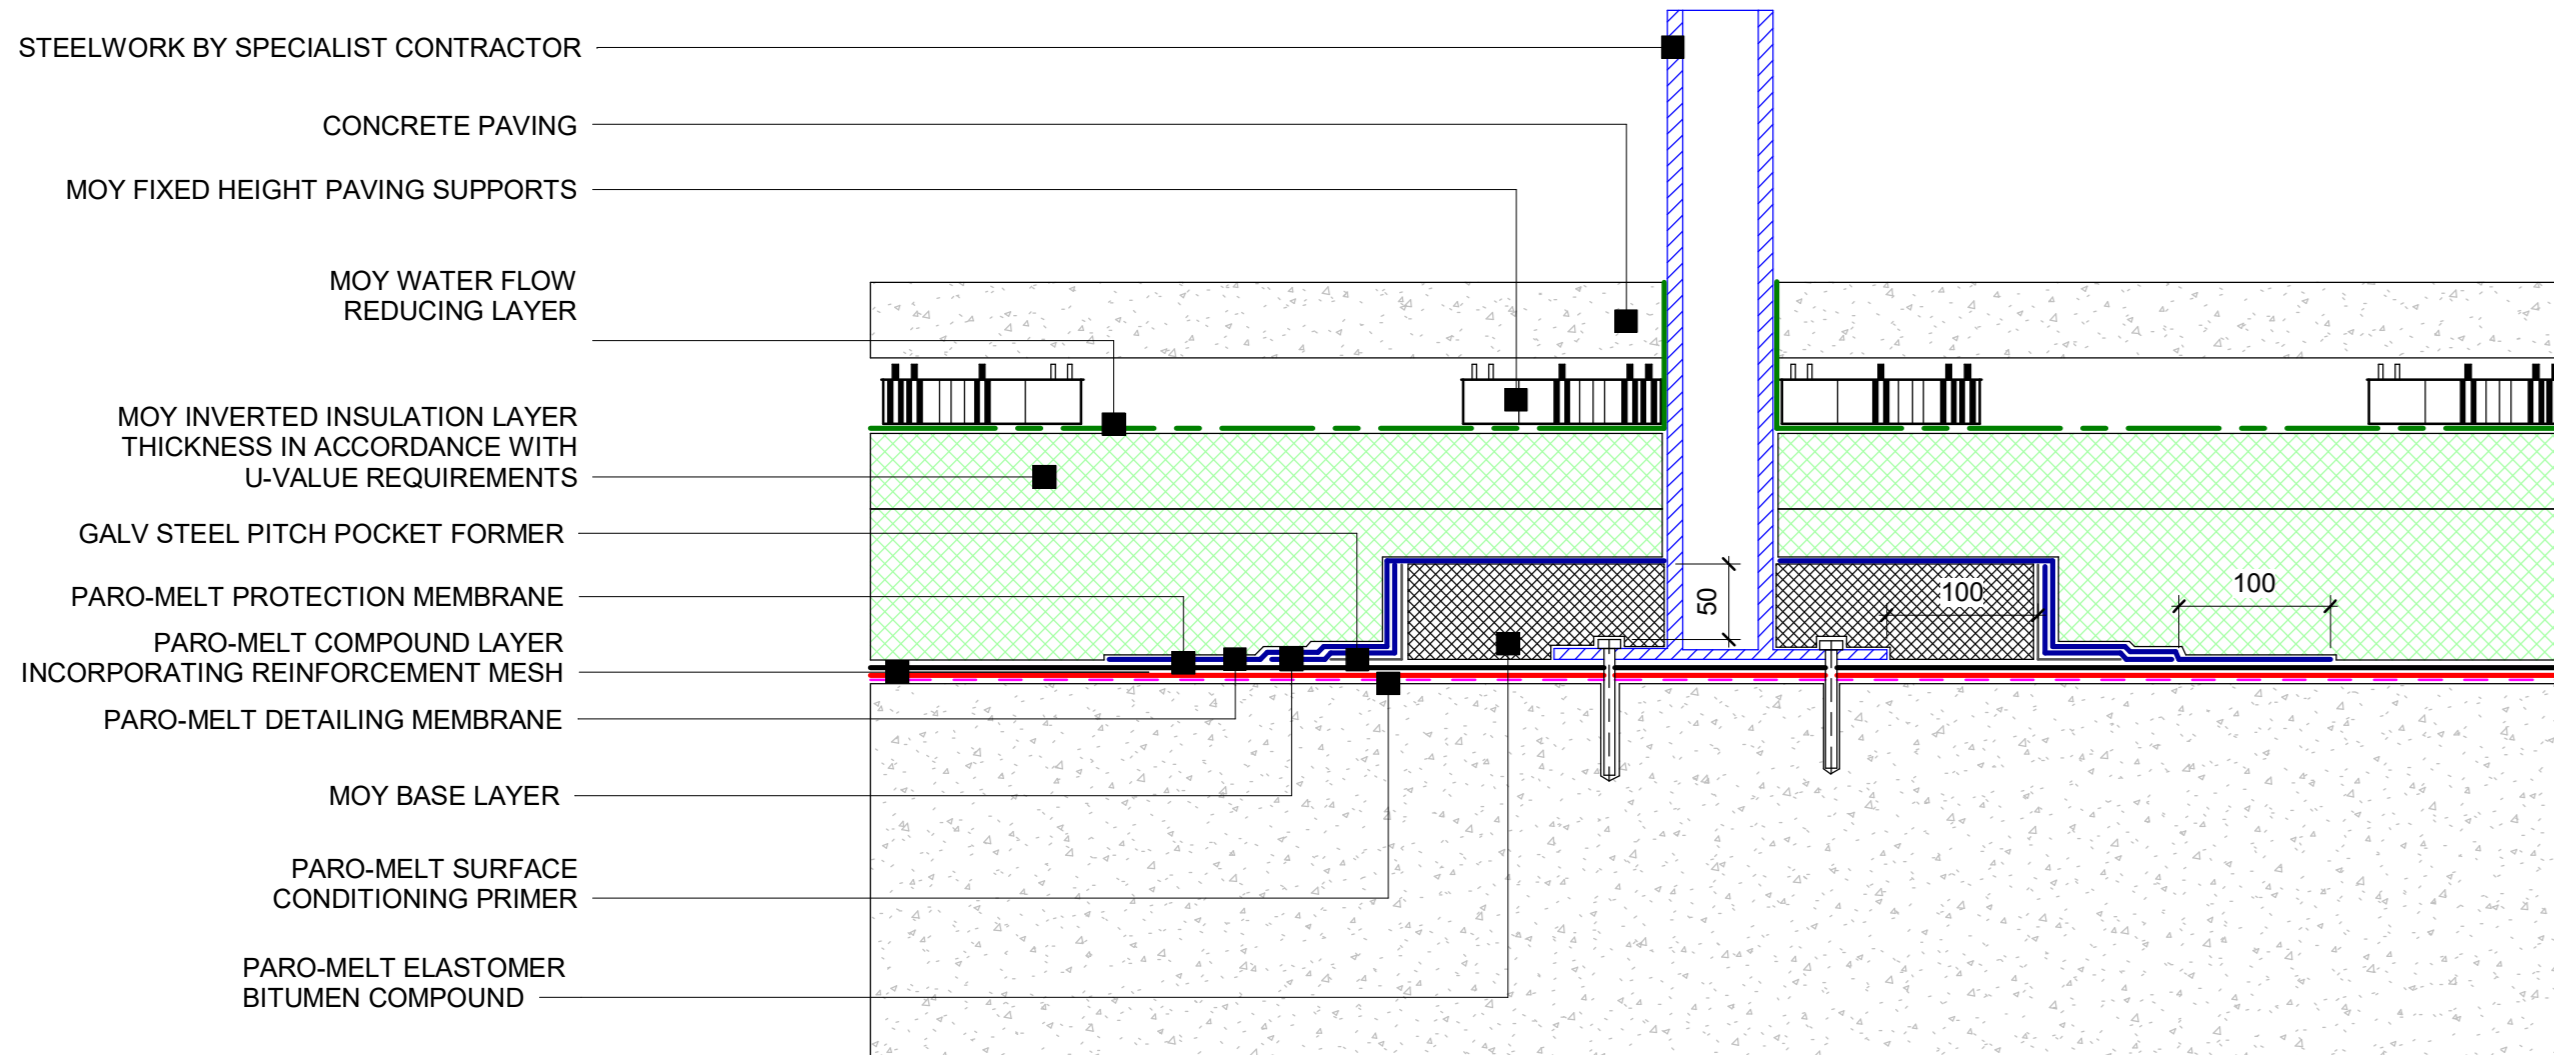 STEELWORK BY SPECIALIST CONTRACTOR
CONCRETE PAVING
MOY FIXED HEIGHT PAVING SUPPORTS
MOY WATER FLOW
REDUCING LAYER
MOY INVERTED INSULATION LAYER
THICKNESS IN ACCORDANCE WITH
U-VALUE REQUIREMENTS
GALV STEEL PITCH POCKET FORMER
PARO-MELT PROTECTION MEMBRANE
PARO-MELT COMPOUND LAYER
INCORPORATING REINFORCEMENT MESH
PARO-MELT DETAILING MEMBRANE
MOY BASE LAYER
PARO-MELT SURFACE
CONDITIONING PRIMER
PARO-MELT ELASTOMER
BITUMEN COMPOUND
50
100
100